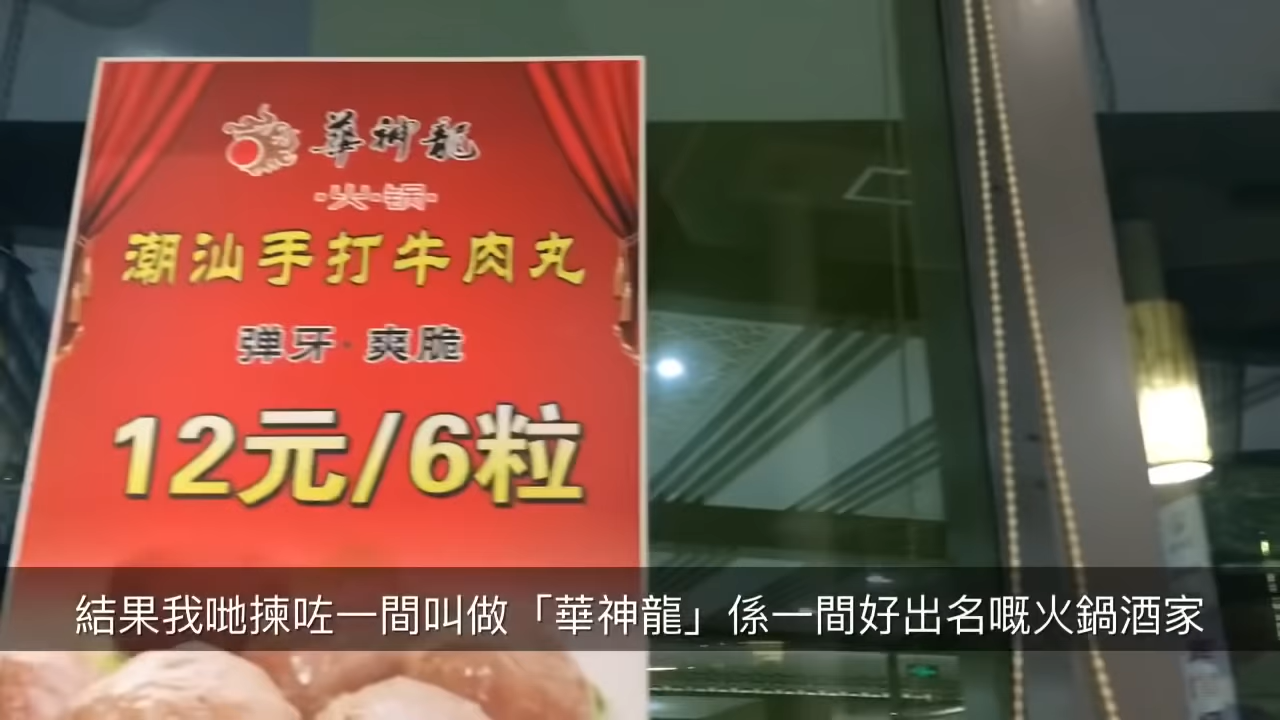 華神龍
·火·锅·
潮汕手打牛肉丸
弹牙·爽脆
12元/6粒
結果我哋揀咗一間叫做「華神龍」係一間好出名嘅火鍋酒家